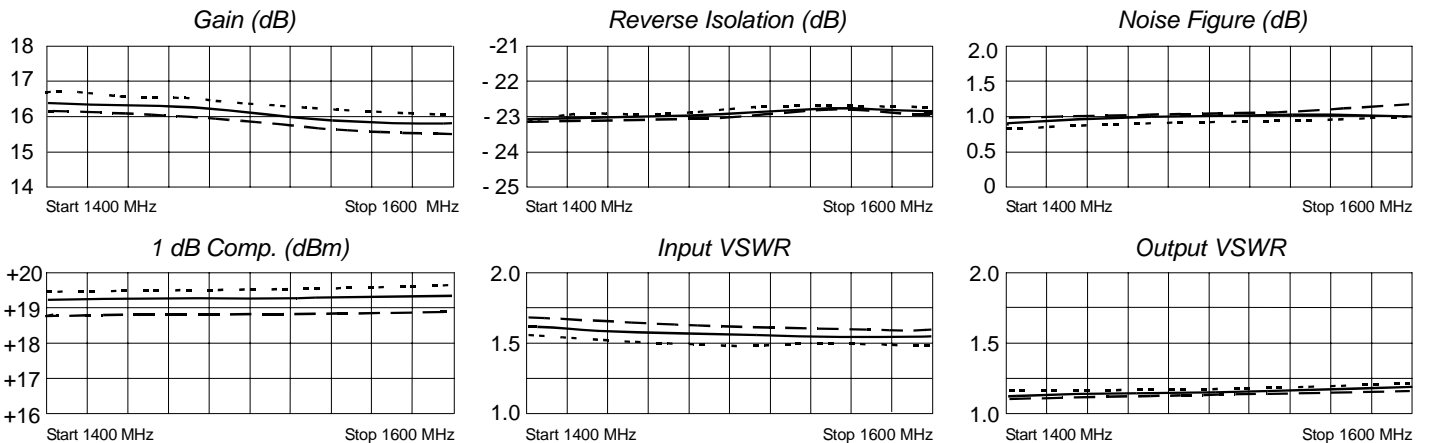 Gain (dB)
18
17
16
15
14
Start 1400 MHz
Stop 1600 MHz
Reverse Isolation (dB)
-21
- 22
- 23
- 24
- 25
Start 1400 MHz
Stop 1600 MHz
Noise Figure (dB)
2.0
1.5
1.0
0.5
0
Start 1400 MHz
Stop 1600 MHz
1 dB Comp. (dBm)
+20
+19
+18
+17
+16
Start 1400 MHz
Stop 1600 MHz
Input VSWR
2.0
1.5
1.0
Start 1400 MHz
Stop 1600 MHz
Output VSWR
2.0
1.5
1.0
Start 1400 MHz
Stop 1600 MHz